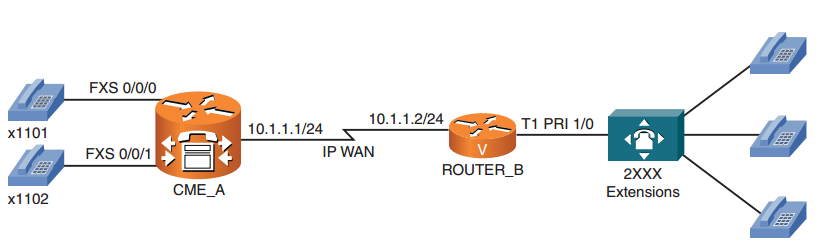 FXS 0/0/0
x1101
FXS 0/0/1
x1102
CME_A
10.1.1.1/24
IP WAN
10.1.1.2/24
V
ROUTER_B
T1 PRI 1/0
2XXX
Extensions